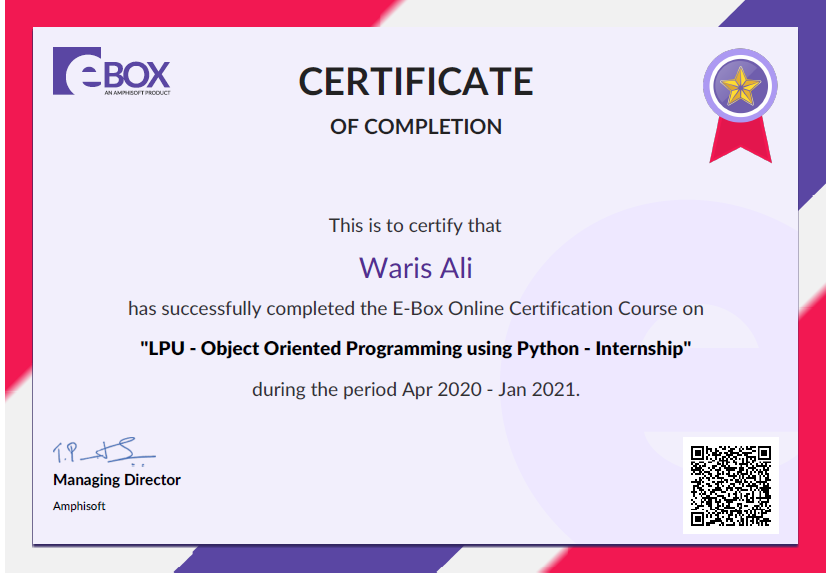 eBOX
AN AMPHISOFT PRODUCT
CERTIFICATE
OF COMPLETION
This is to certify that
Waris Ali
has successfully completed the E-Box Online Certification Course on
"LPU - Object Oriented Programming using Python - Internship"
during the period Apr 2020 - Jan 2021.
Managing Director
Amphisoft